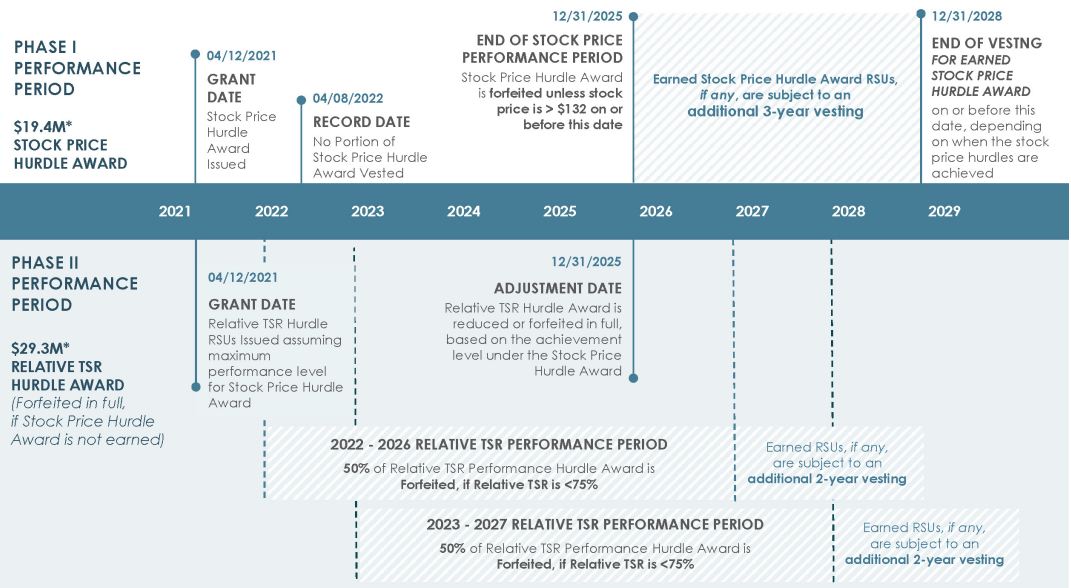 PHASE I
PERFORMANCE
PERIOD
$19.4M*
STOCK PRICE
HURDLE AWARD
04/12/2021
GRANT
DATE
Stock Price
Hurdle
Award
Issued
04/08/2022
RECORD DATE
No Portion of
Stock Price Hurdle
Award Vested
12/31/2025
END OF STOCK PRICE
PERFORMANCE PERIOD
Stock Price Hurdle Award
is forfeited unless stock
price is > $132 on or
before this date
Earned Stock Price Hurdle Award RSUs,
if any, are subject to an
additional 3-year vesting
12/31/2028
END OF VESTNG
FOR EARNED
STOCK PRICE
HURDLE AWARD
on or before this
date, depending
on when the stock
price hurdles are
achieved
2021 2022 2023 2024 2025 2026 2027 2028 2029
PHASE II
PERFORMANCE
PERIOD
$29.3M*
RELATIVE TSR
HURDLE AWARD
(Forfeited in full,
if Stock Price Hurdle
Award is not earned)
04/12/2021
GRANT DATE
Relative TSR Hurdle
RSUs Issued assuming
maximum
performance level
for Stock Price Hurdle
Award
12/31/2025
ADJUSTMENT DATE
Relative TSR Hurdle Award is
reduced or forfeited in full,
based on the achievement
level under the Stock Price
Hurdle Award
2022 - 2026 RELATIVE TSR PERFORMANCE PERIOD
50% of Relative TSR Performance Hurdle Award is
Forfeited, if Relative TSR is <75%
Earned RSUs, if any,
are subject to an
additional 2-year vesting
2023 - 2027 RELATIVE TSR PERFORMANCE PERIOD
50% of Relative TSR Performance Hurdle Award is
Forfeited, if Relative TSR is <75%
Earned RSUs, if any,
are subject to an
additional 2-year vesting